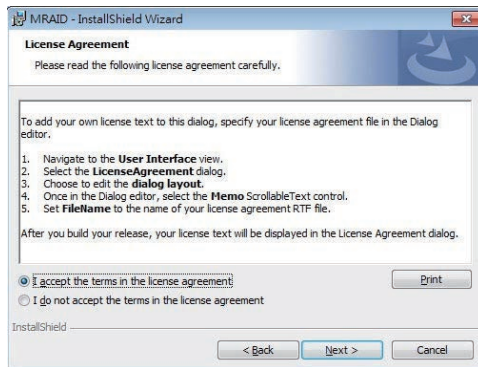 MRAID - InstallShield Wizard
License Agreement
Please read the following license agreement carefully.
To add your own license text to this dialog, specify your license agreement file in the Dialog
editor.
1. Navigate to the User Interface view.
2. Select the LicenseAgreement dialog.
3. Choose to edit the dialog layout.
4. Once in the Dialog editor, select the Memo ScrollableText control.
5. Set FileName to the name of your license agreement RTF file.
After you build your release, your license text will be displayed in the License Agreement dialog.
I accept the terms in the license agreement
Print
I do not accept the terms in the license agreement
InstallShield
< Back
Next >
Cancel